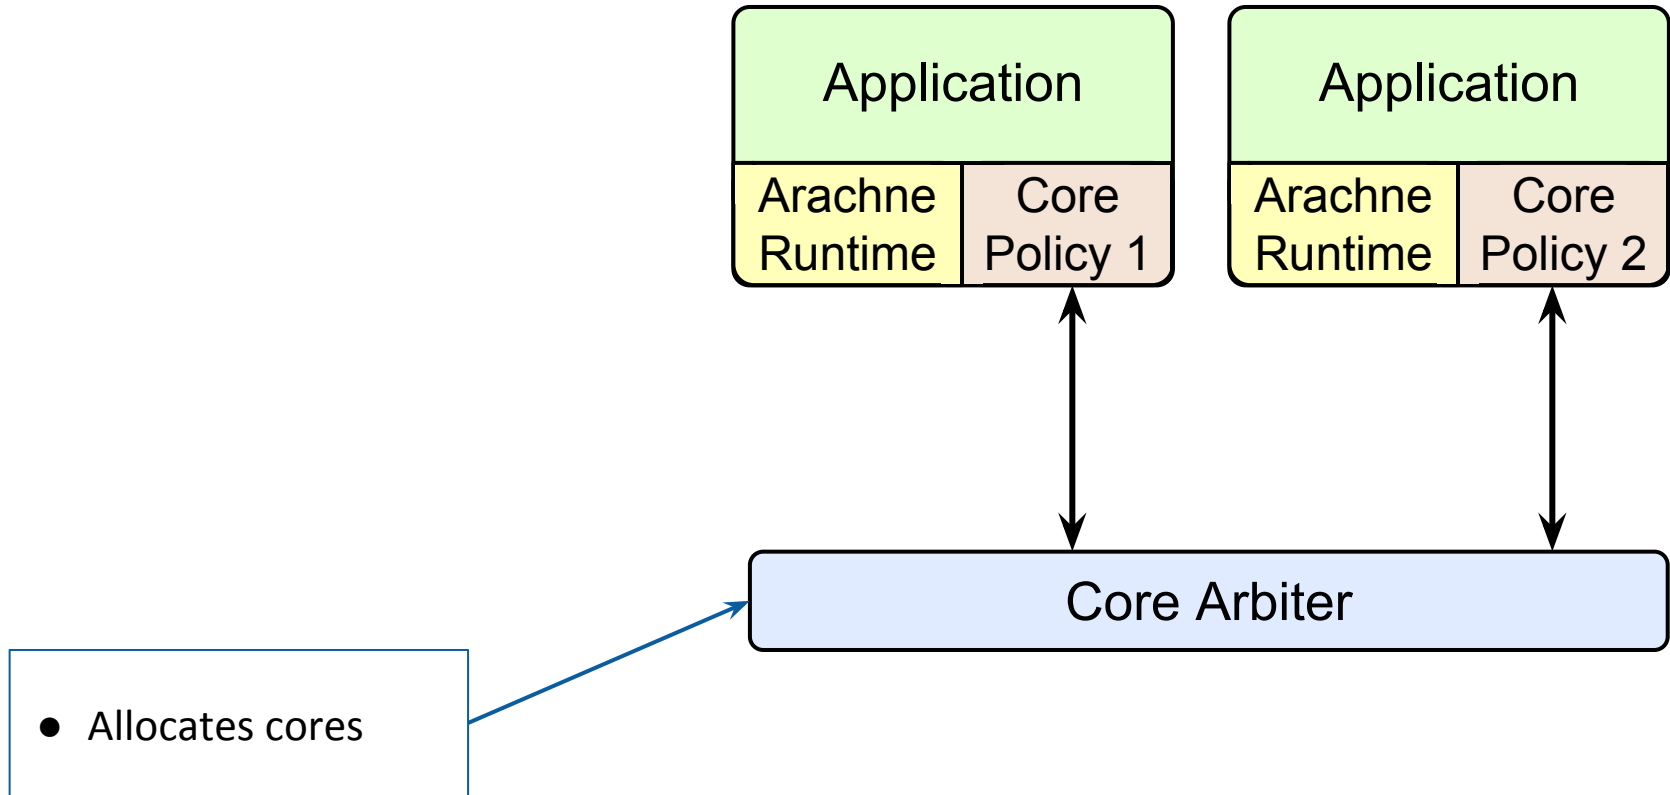 Application
Arachne
Runtime
Core
Policy 1
Application
Arachne
Runtime
Core
Policy 2
Core Arbiter
● Allocates cores